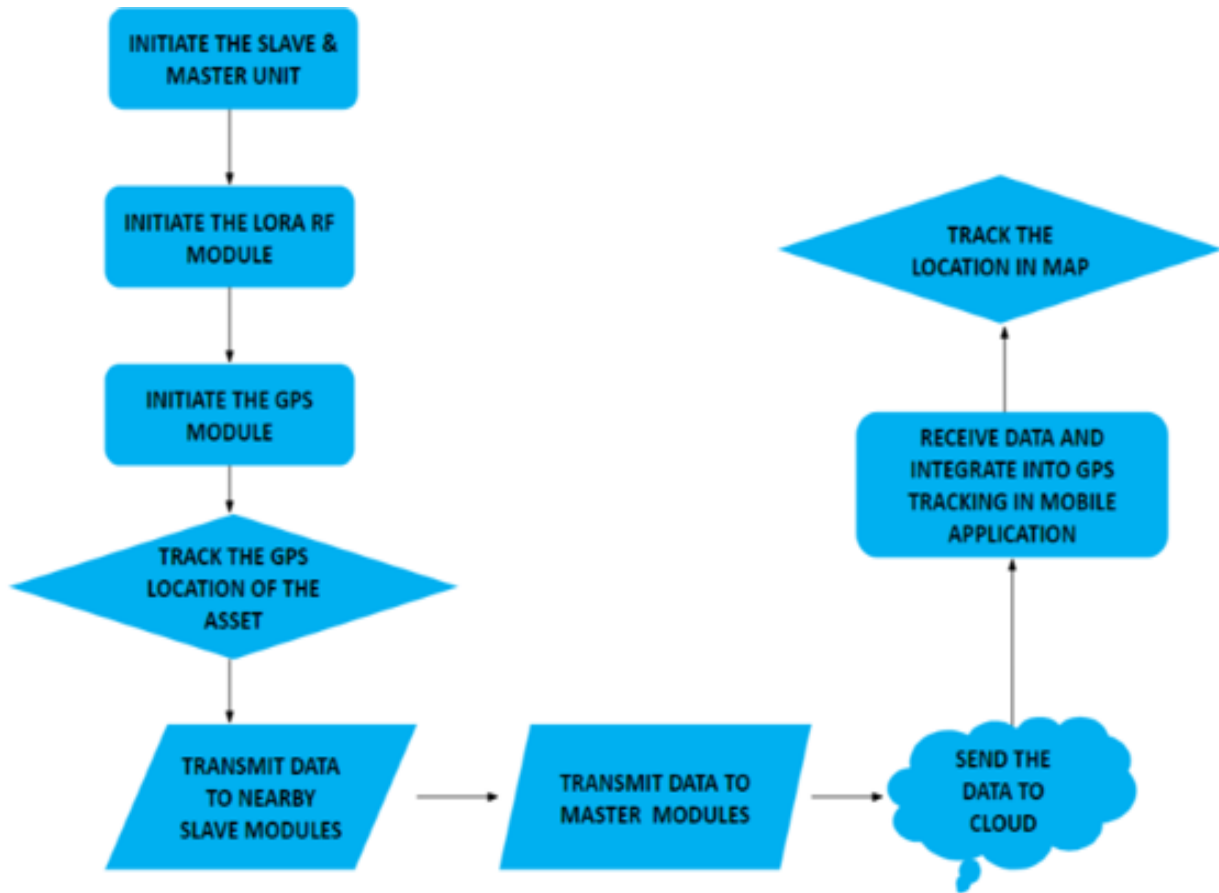 INITIATE THE SLAVE &
MASTER UNIT
INITIATE THE LORA RF
MODULE
INITIATE THE GPS
MODULE
TRACK THE GPS
LOCATION OF THE
ASSET
TRANSMIT DATA
TO NEARBY
SLAVE MODULES
TRANSMIT DATA TO
MASTER MODULES
SEND THE
DATA TO
CLOUD
RECEIVE DATA AND
INTEGRATE INTO GPS
TRACKING IN MOBILE
APPLICATION
TRACK THE
LOCATION IN MAP